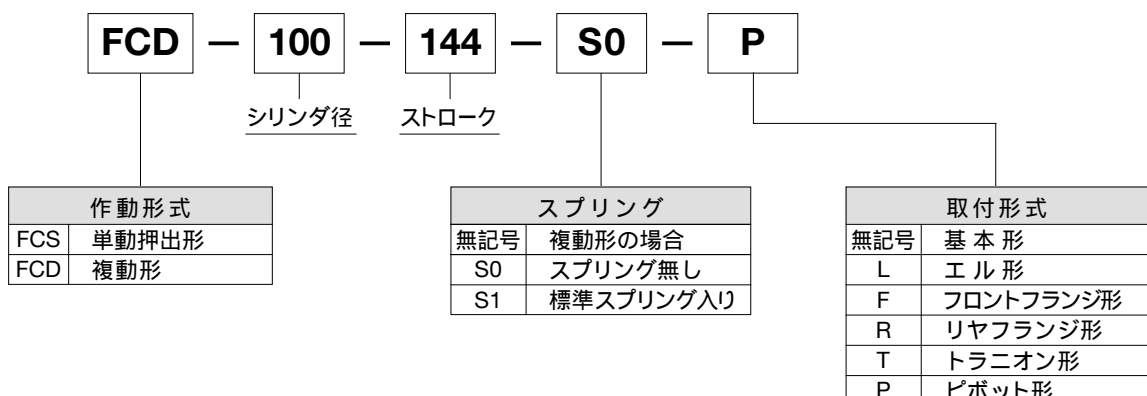 FCD — 100 — 144 — S0 — P
シリンダ径 ストローク
作動形式
FCS 単動押出形
FCD 複動形
スプリング
無記号 複動形の場合
S0 スプリング無し
S1 標準スプリング入り
取付形式
無記号 基本形
L エル形
F フロントフランジ形
R リヤフランジ形
T トラニオン形
P ピボット形